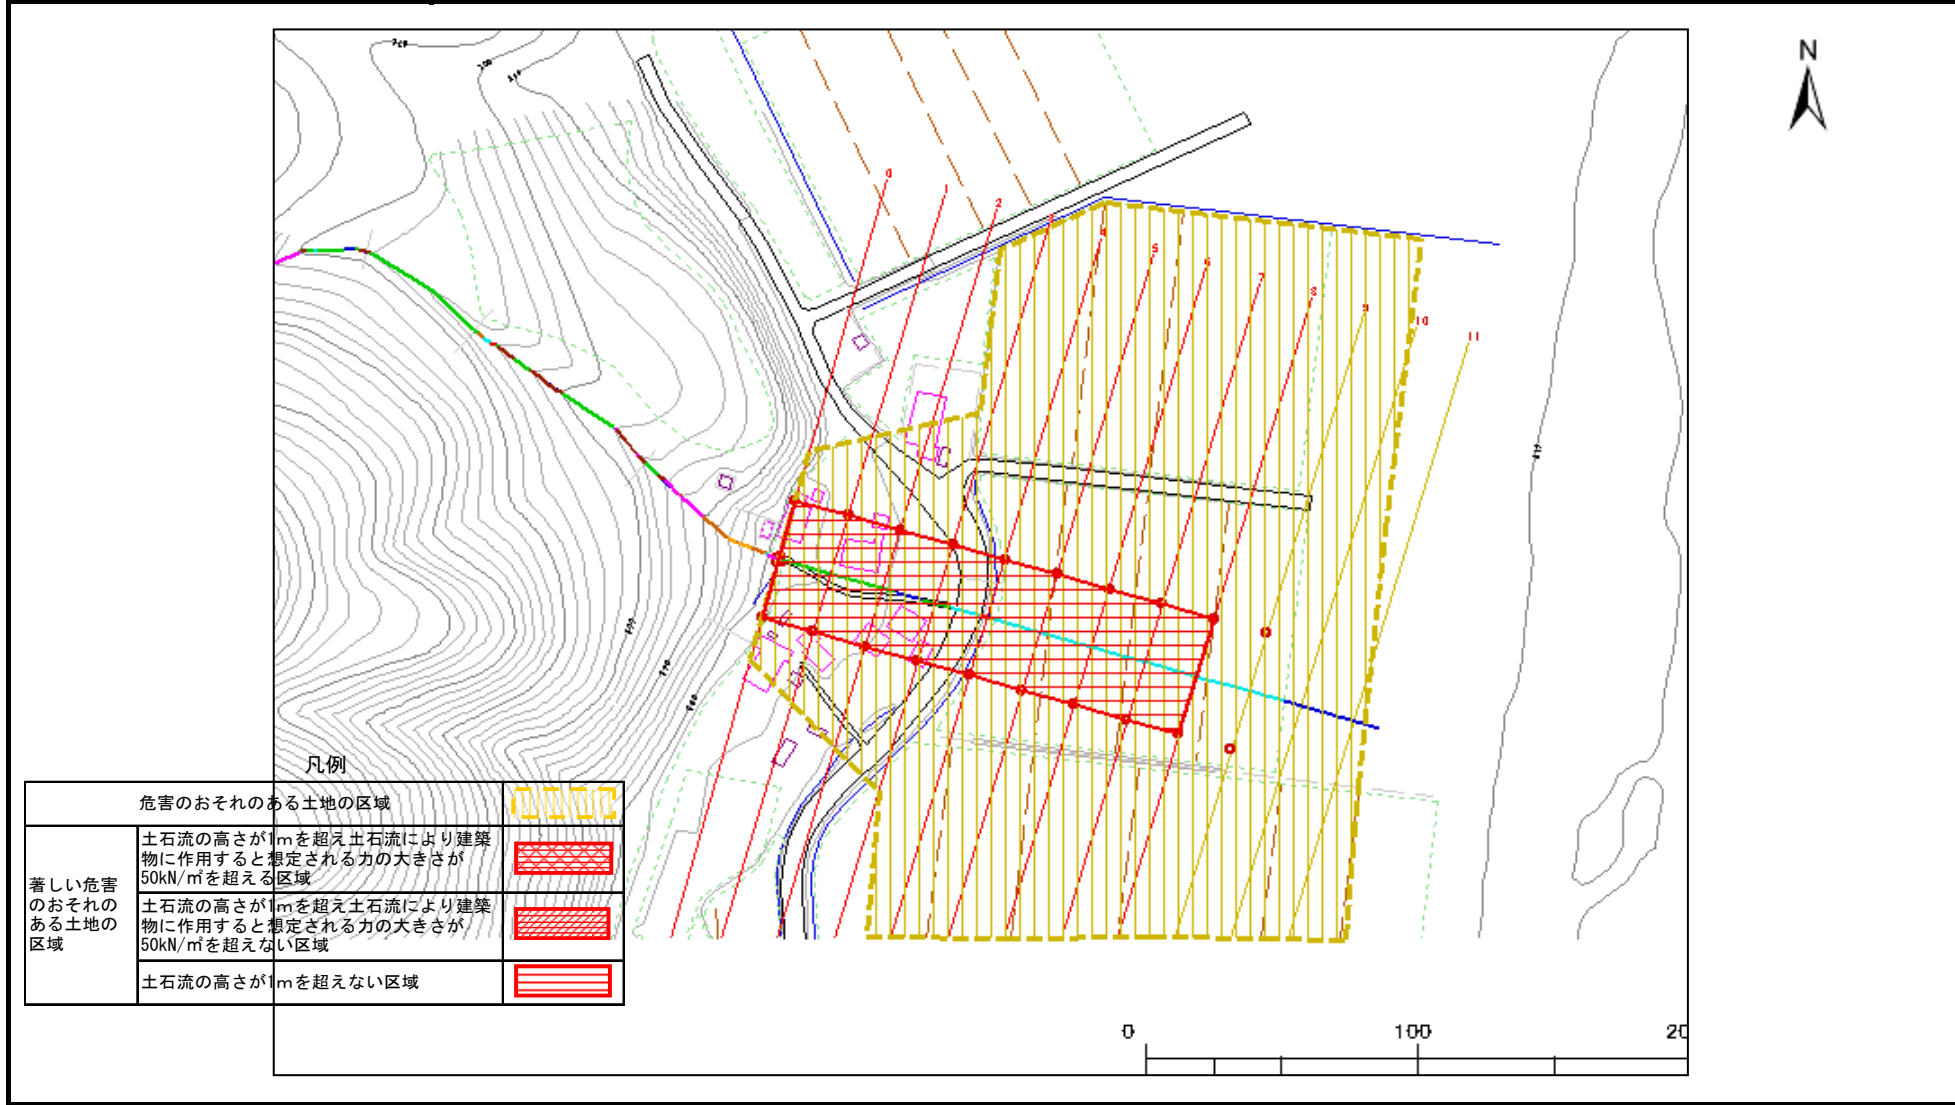 N
0
1
2
3
4
5
6
7
8
9
10
11
凡例
危害のおそれのある土地の区域
著しい危害
のおそれの
ある土地の
区域
土石流の高さが1mを超え土石流により建築
物に作用すると想定される力の大きさが
50kN/㎡を超える区域
土石流の高さが1mを超え土石流により建築
物に作用すると想定される力の大きさが
50kN/㎡を超えない区域
土石流の高さが1mを超えない区域
0
100
20